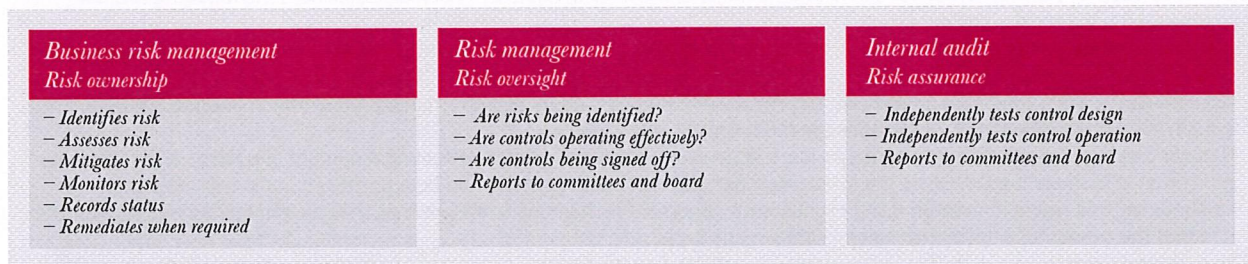 Business risk management
Risk ownership
– Identifies risk
– Assesses risk
– Mitigates risk
– Monitors risk
– Records status
– Remediates when required
Risk management
Risk oversight
– Are risks being identified?
– Are controls operating effectively?
– Are controls being signed off?
– Reports to committees and board
Internal audit
Risk assurance
– Independently tests control design
– Independently tests control operation
– Reports to committees and board